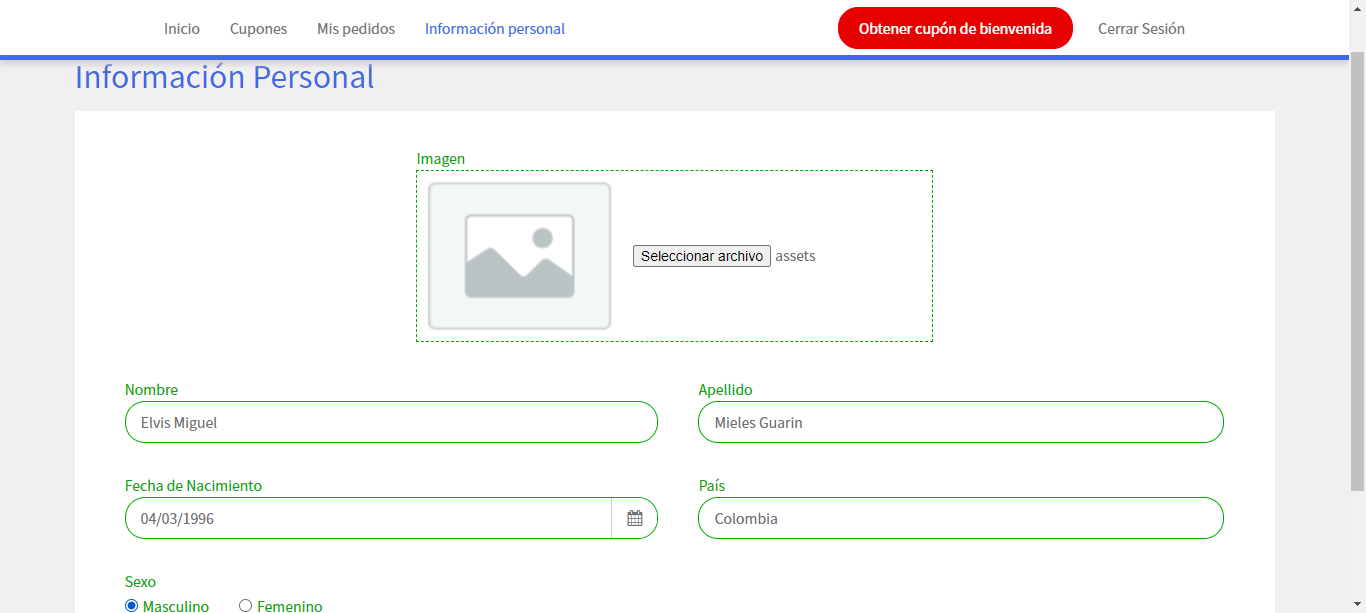 Inicio Cupones Mis pedidos Información personal Obtener cupón de bienvenida Cerrar Sesión
Información Personal
Imagen
Seleccionar archivo assets
Nombre Apellido
Elvis Miguel Mieles Guarin
Fecha de Nacimiento País
04/03/1996 Colombia
Sexo
Masculino Femenino